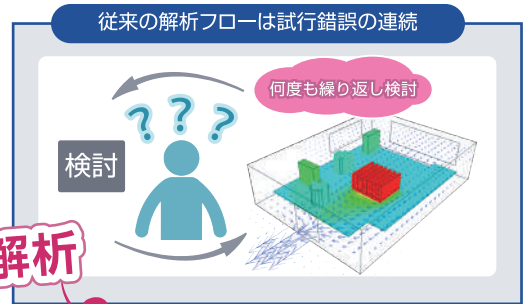 従来の解析フローは試行錯誤の連続
何度も繰り返し検討
? ? ?
検討
解析